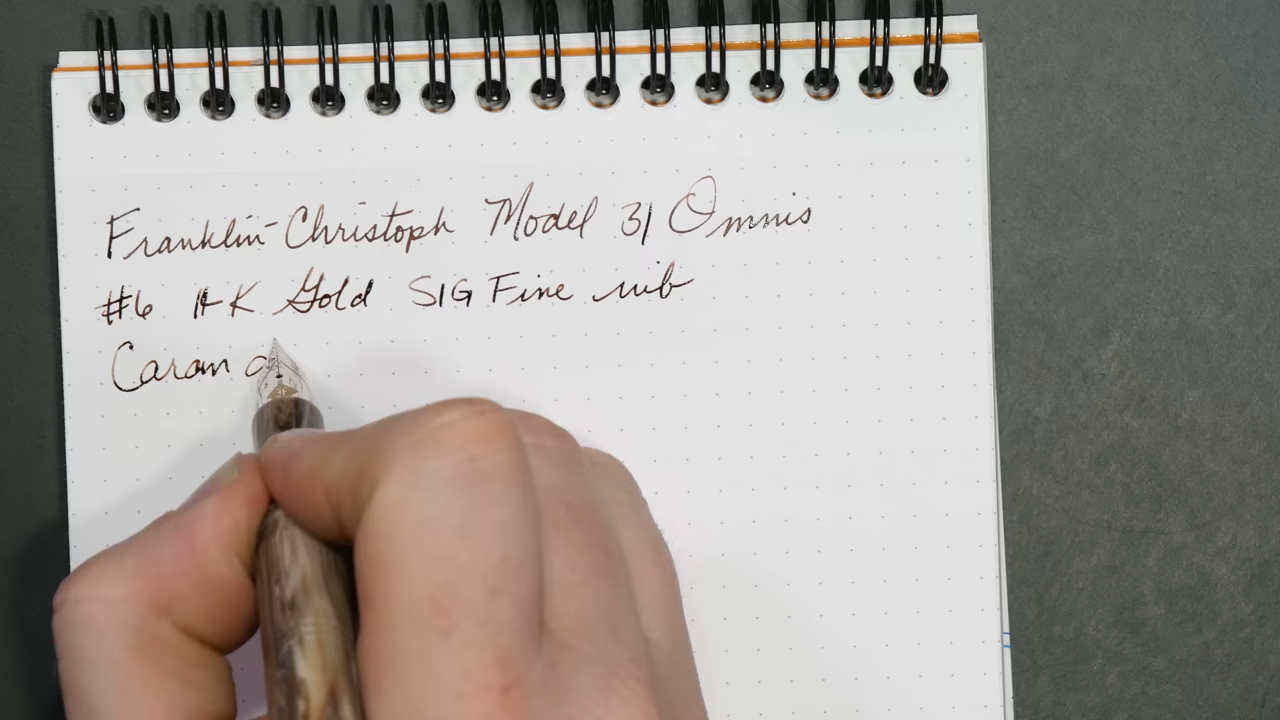 Franklin-Christoph Model 31 Omnis
#6 14K Gold SIG Fine nib
Caran d